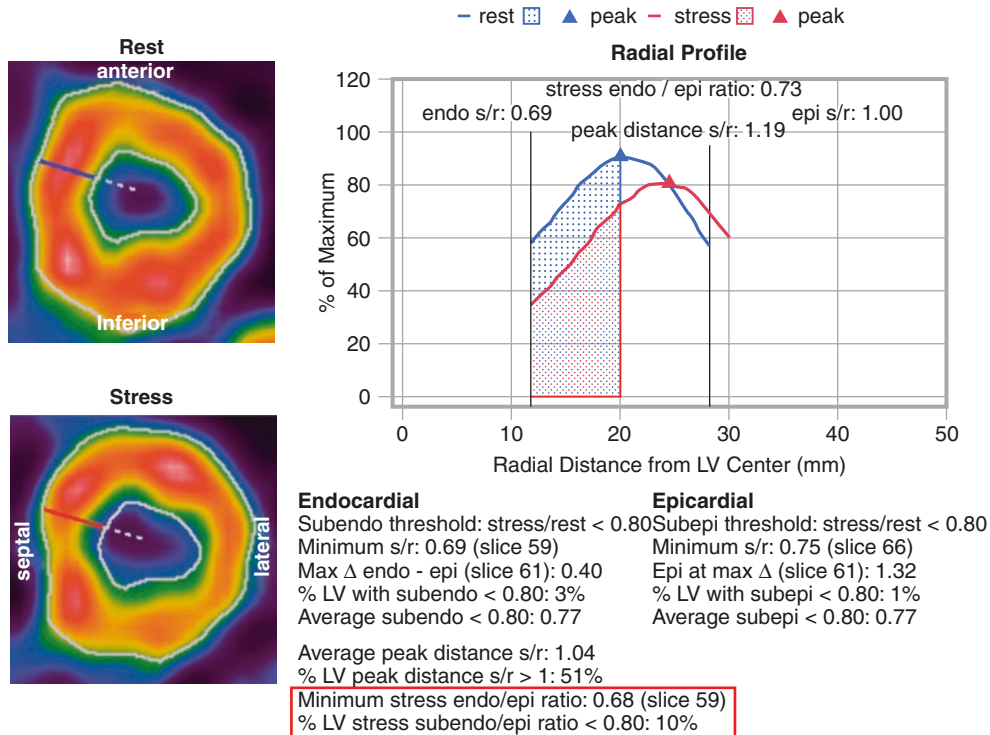 rest peak stress peak
Rest
anterior
Inferior
Radial Profile
stress endo / epi ratio: 0.73
endo s/r: 0.69
epi s/r: 1.00
peak distance s/r: 1.19
% of Maximum
120
100
80
60
40
20
0
0 10 20 30 40 50
Radial Distance from LV Center (mm)
Stress
septal
lateral
Endocardial
Subendo threshold: stress/rest < 0.80
Minimum s/r: 0.69 (slice 59)
Max Δ endo - epi (slice 61): 0.40
% LV with subendo < 0.80: 3%
Average subendo < 0.80: 0.77
Epicardial
Subepi threshold: stress/rest < 0.80
Minimum s/r: 0.75 (slice 66)
Epi at max Δ (slice 61): 1.32
% LV with subepi < 0.80: 1%
Average subepi < 0.80: 0.77
Average peak distance s/r: 1.04
% LV peak distance s/r > 1: 51%
Minimum stress endo/epi ratio: 0.68 (slice 59)
% LV stress subendo/epi ratio < 0.80: 10%